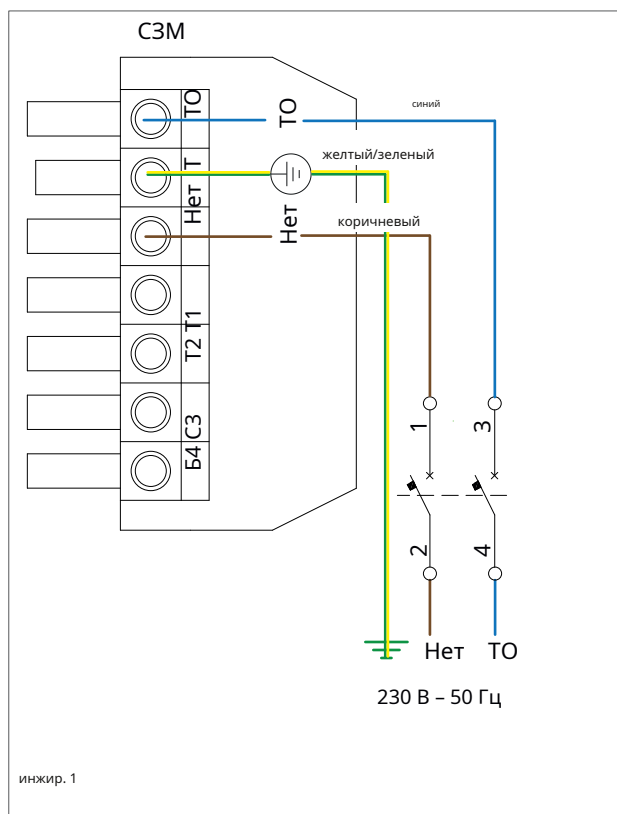 СЗМ
ТО
ТО
синий
Т
желтый/зеленый
Нет
Нет
коричневый
Т1
Т2
С3
Б4
1
3
2
4
Нет
ТО
230 В – 50 Гц
инжир. 1